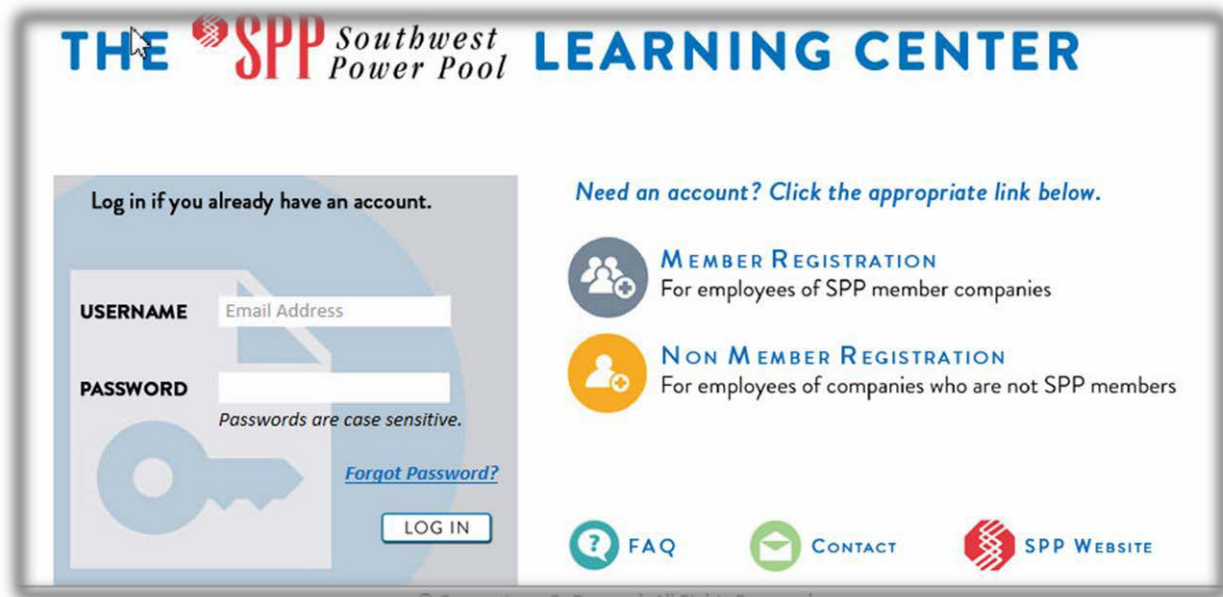 THE SPP Southwest Power Pool LEARNING CENTER
Log in if you already have an account.
USERNAME Email Address
PASSWORD
Passwords are case sensitive.
Forgot Password?
LOG IN
Need an account? Click the appropriate link below.
MEMBER REGISTRATION
For employees of SPP member companies
NON MEMBER REGISTRATION
For employees of companies who are not SPP members
FAQ
CONTACT
SPP WEBSITE